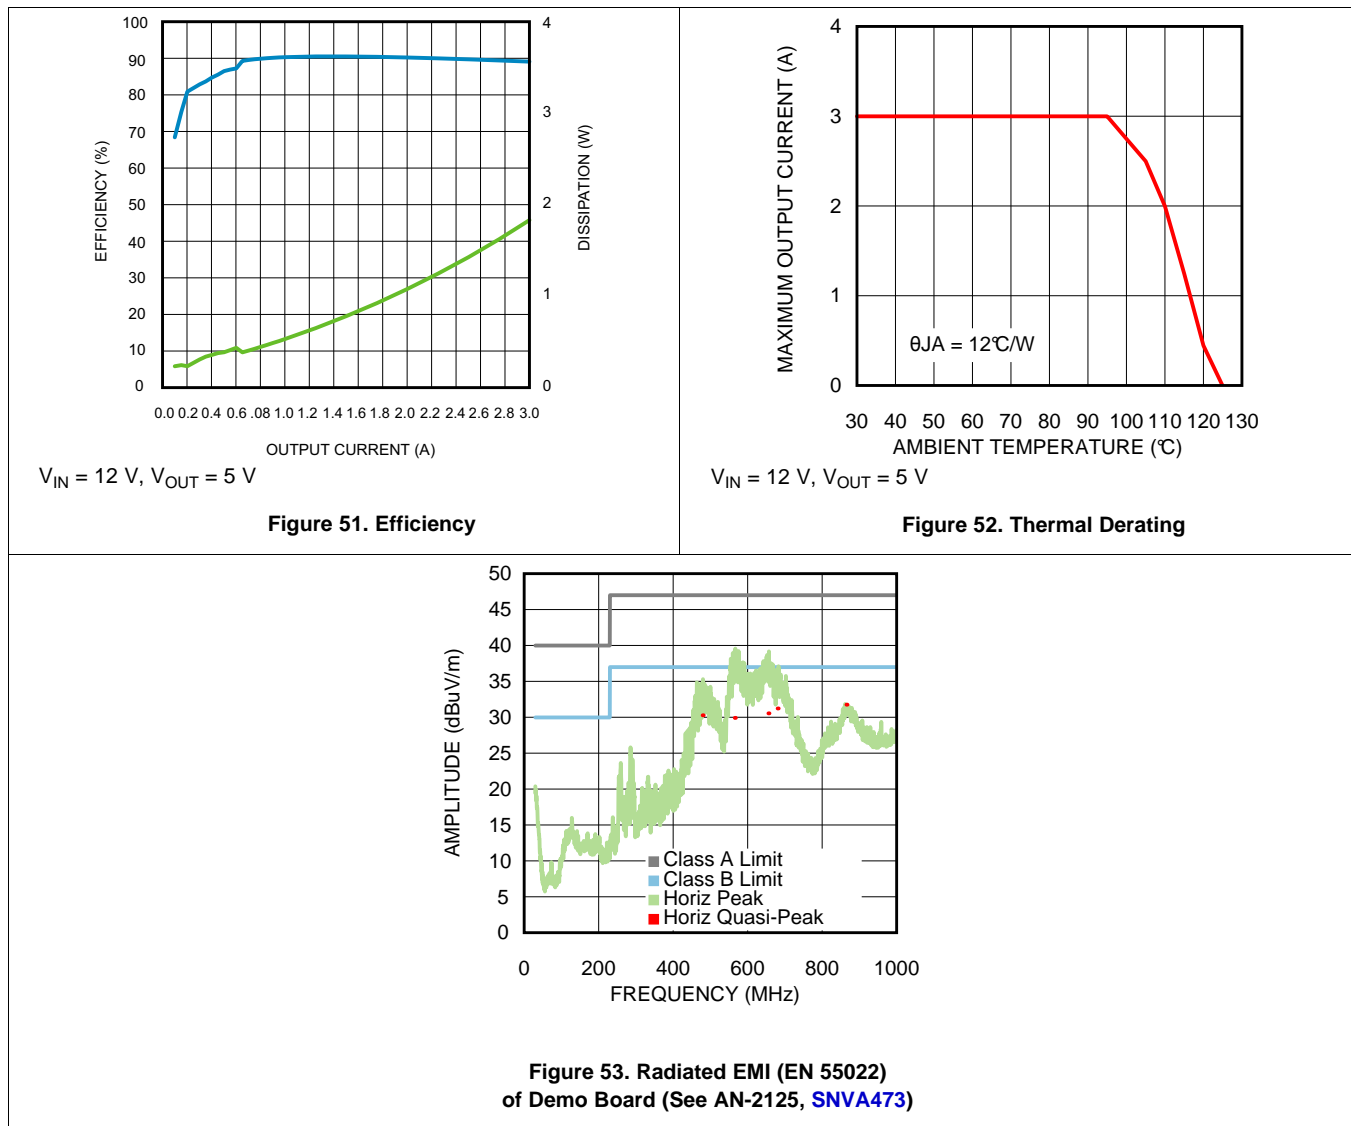 100
90
80
70
60
50
40
30
20
10
0
EFFICIENCY (%)
4
3
2
1
0
DISSIPATION (W)
0.0 0.2 0.4 0.6 .08 1.0 1.2 1.4 1.6 1.8 2.0 2.2 2.4 2.6 2.8 3.0
OUTPUT CURRENT (A)
VIN = 12 V, VOUT = 5 V
Figure 51. Efficiency
4
3
2
1
0
MAXIMUM OUTPUT CURRENT (A)
θJA = 12°C/W
30 40 50 60 70 80 90 100 110 120 130
AMBIENT TEMPERATURE (°C)
VIN = 12 V, VOUT = 5 V
Figure 52. Thermal Derating
50
45
40
35
30
25
20
15
10
5
0
AMPLITUDE (dBuV/m)
Class A Limit
Class B Limit
Horiz Peak
Horiz Quasi-Peak
0 200 400 600 800 1000
FREQUENCY (MHz)
Figure 53. Radiated EMI (EN 55022)
of Demo Board (See AN-2125, SNVA473)